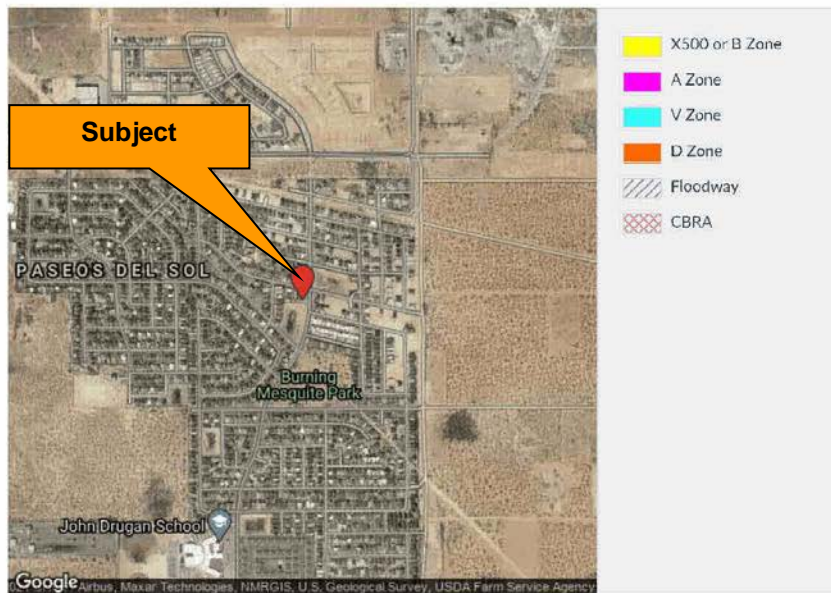 X500 or B Zone
A Zone
V Zone
D Zone
Floodway
CBRA
Subject
PASEOS DEL SOL
Burning
Mesquite Park
John Drugan School
Google
Airbus, Maxar Technologies, NMRGIS, U.S. Geological Survey, USDA Farm Service Agency